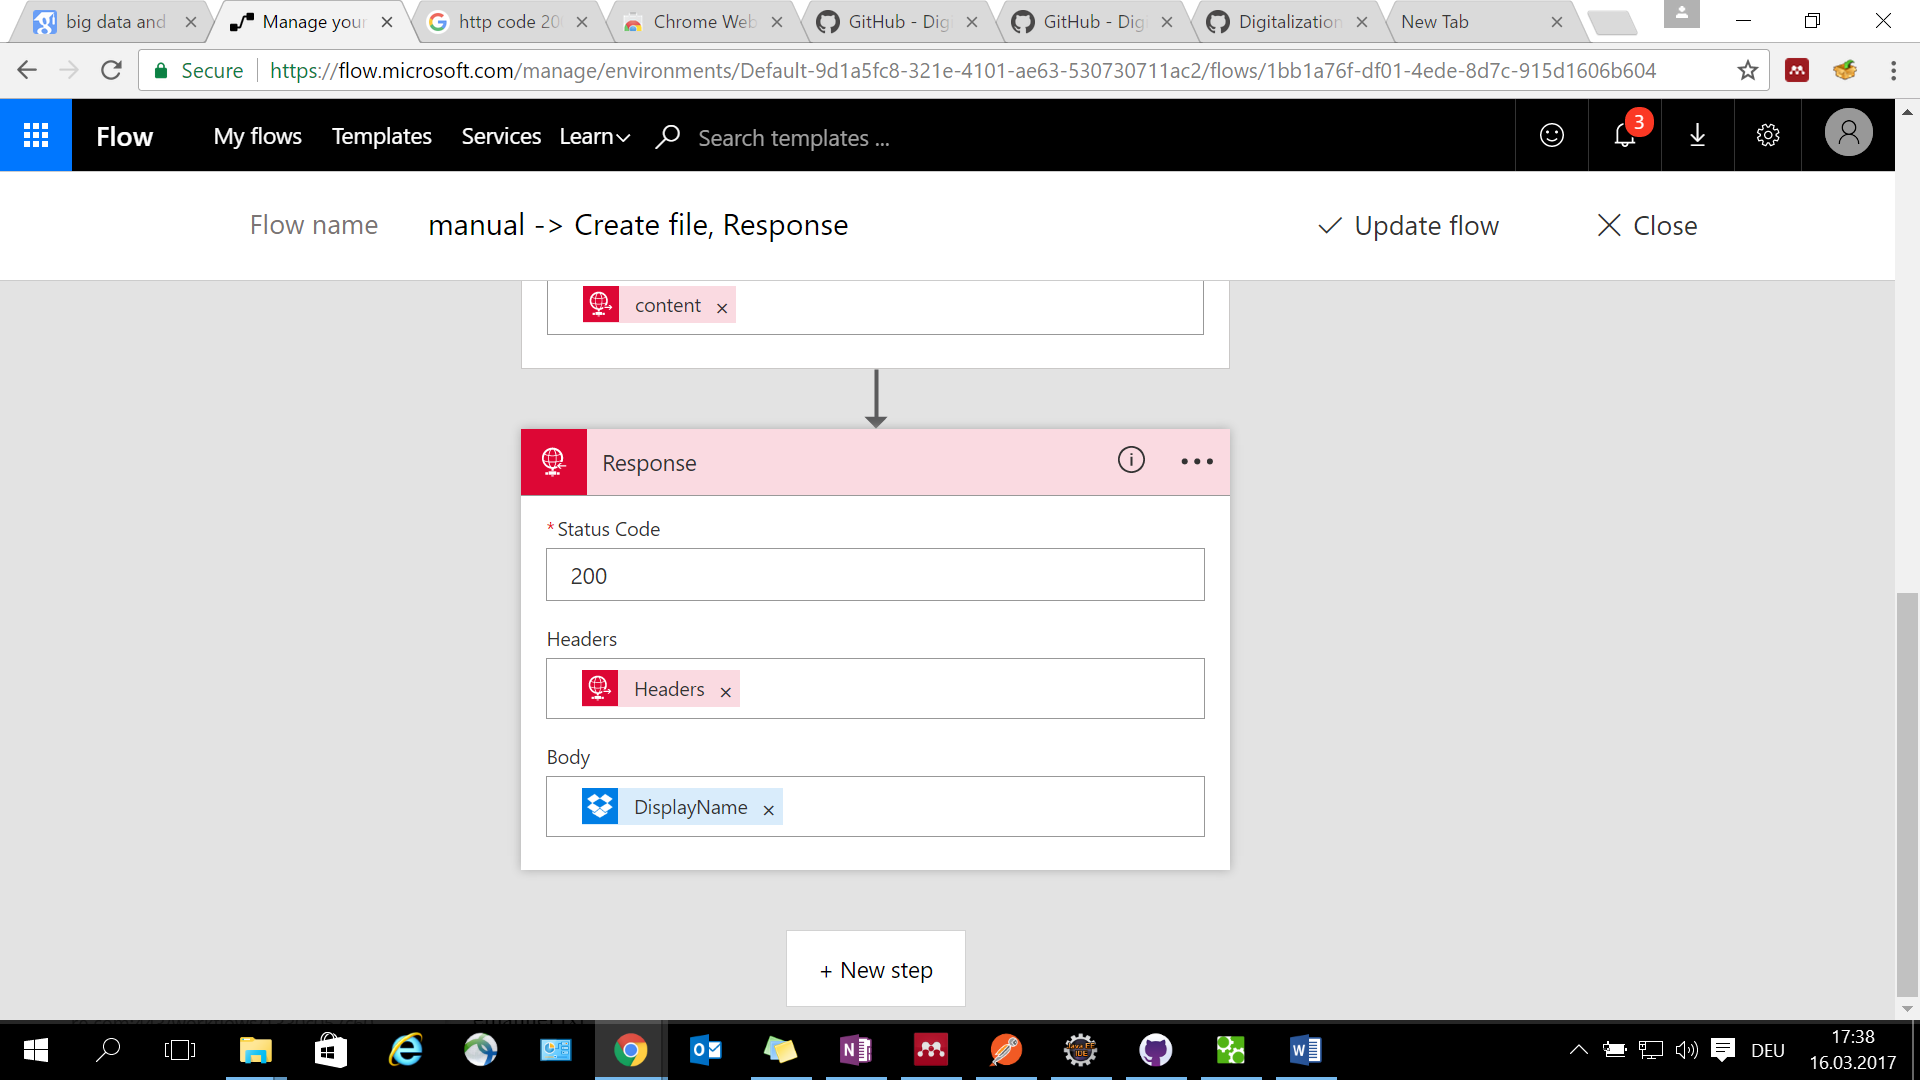 big data and
Manage your
http code 20
Chrome Web
GitHub - Dig
GitHub - Dig
Digitalization
New Tab
Secure
https://flow.microsoft.com/manage/environments/Default-9d1a5fc8-321e-4101-ae63-530730711ac2/flows/1bb1a76f-df01-4ede-8d7c-915d1606b604
Flow
My flows
Templates
Services
Learn
Search templates ...
3
Flow name
manual -> Create file, Response
Update flow
Close
content ×
Response
* Status Code
200
Headers
Headers ×
Body
DisplayName ×
+ New step
DEU
17:38
16.03.2017